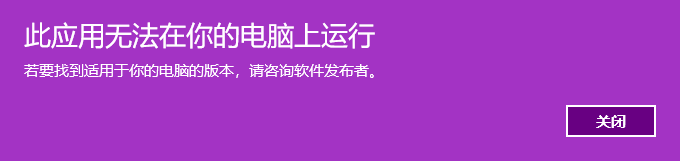 此应用无法在你的电脑上运行
若要找到适用于你的电脑的版本，请咨询软件发布者。
关闭